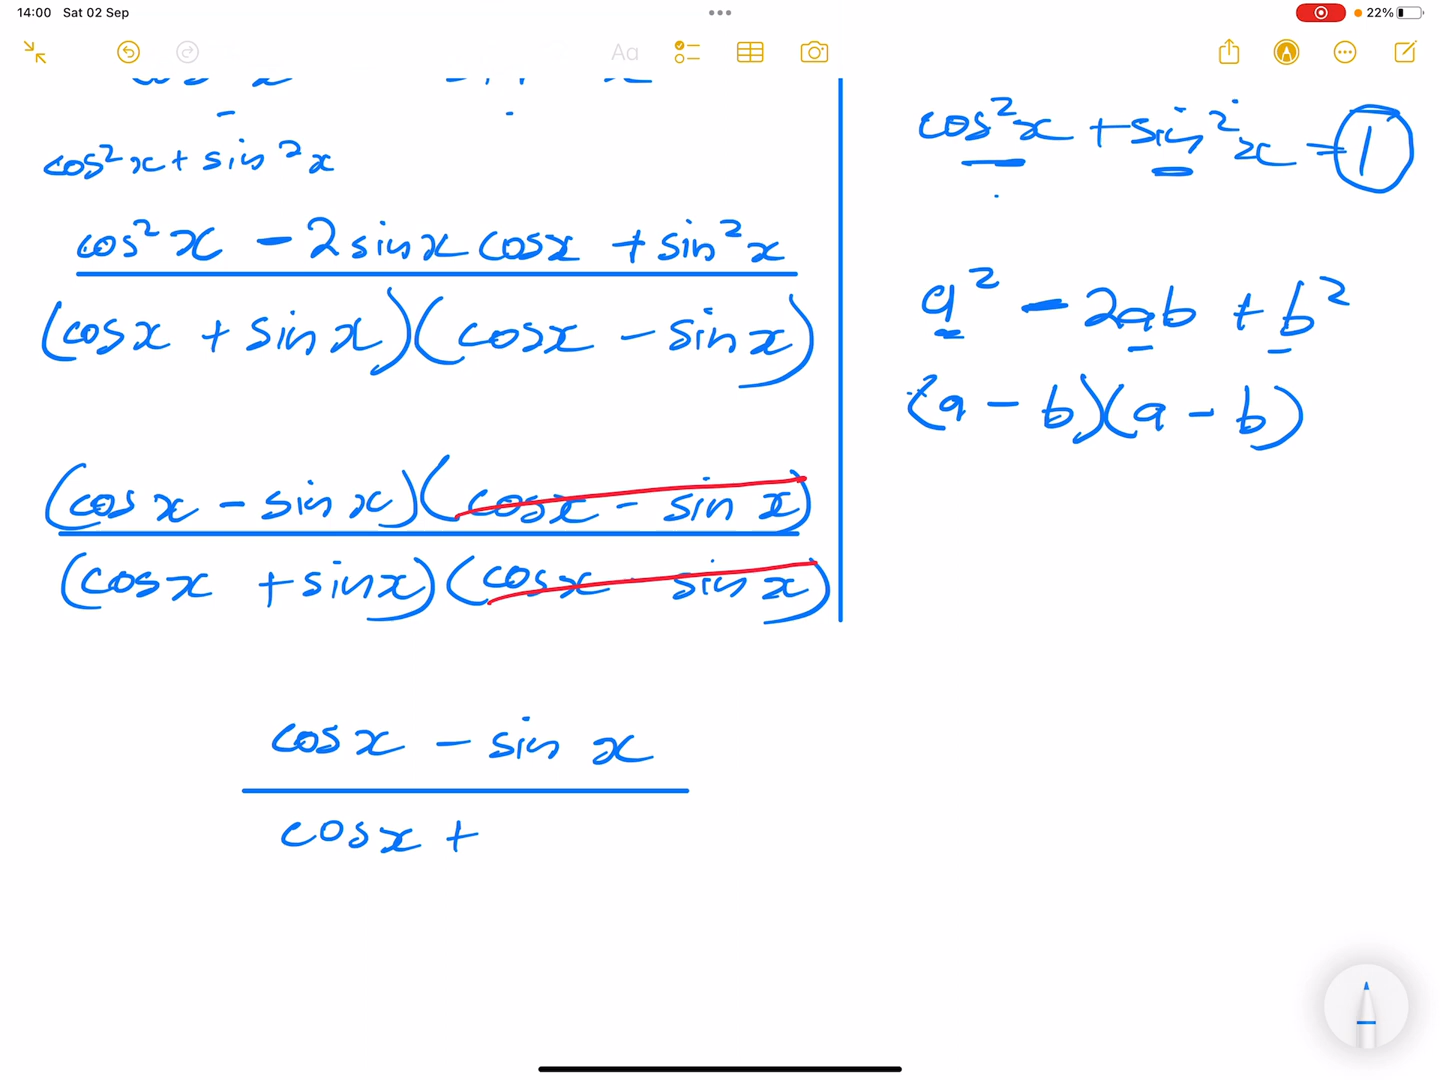 14:00 Sat 02 Sep
22%
Aa
cos²x + sin²x
cos²x - 2sinx cosx + sin²x
(cosx + sinx)(cosx - sinx)
(cosx - sinx)(cosx - sinx)
(cosx + sinx)(cosx - sinx)
cosx - sinx
cosx +
cos²x + sin²x = 1
a² - 2ab + b²
(a - b)(a - b)